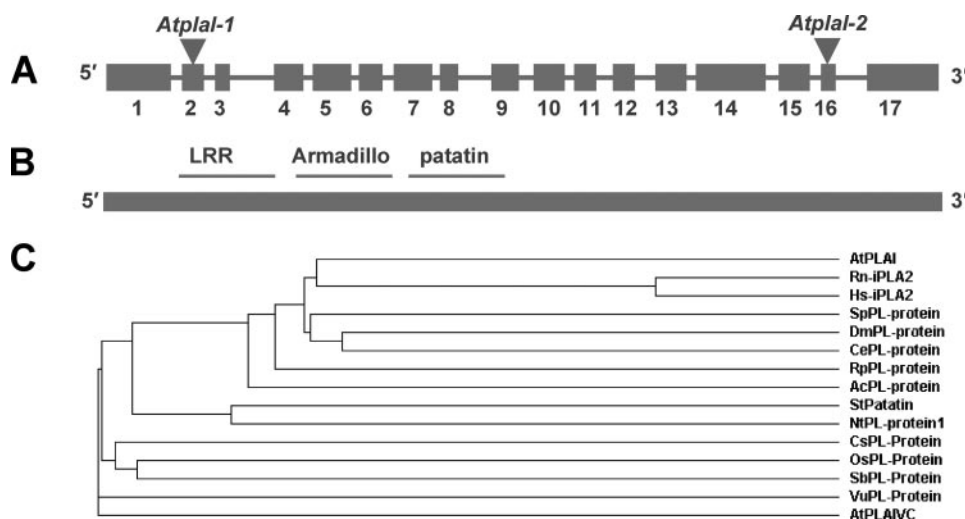 Atplal-1 Atplal-2
A 5' 3'
1 2 3 4 5 6 7 8 9 10 11 12 13 14 15 16 17
LRR Armadillo patatin
B
5' 3'
C
AtPLAI
Rn-iPLA2
Hs-iPLA2
SpPL-protein
DmPL-protein
CePL-protein
RpPL-protein
AcPL-protein
StPatatin
NtPL-protein1
CsPL-Protein
OsPL-Protein
SbPL-Protein
VuPL-Protein
AtPLAIVC